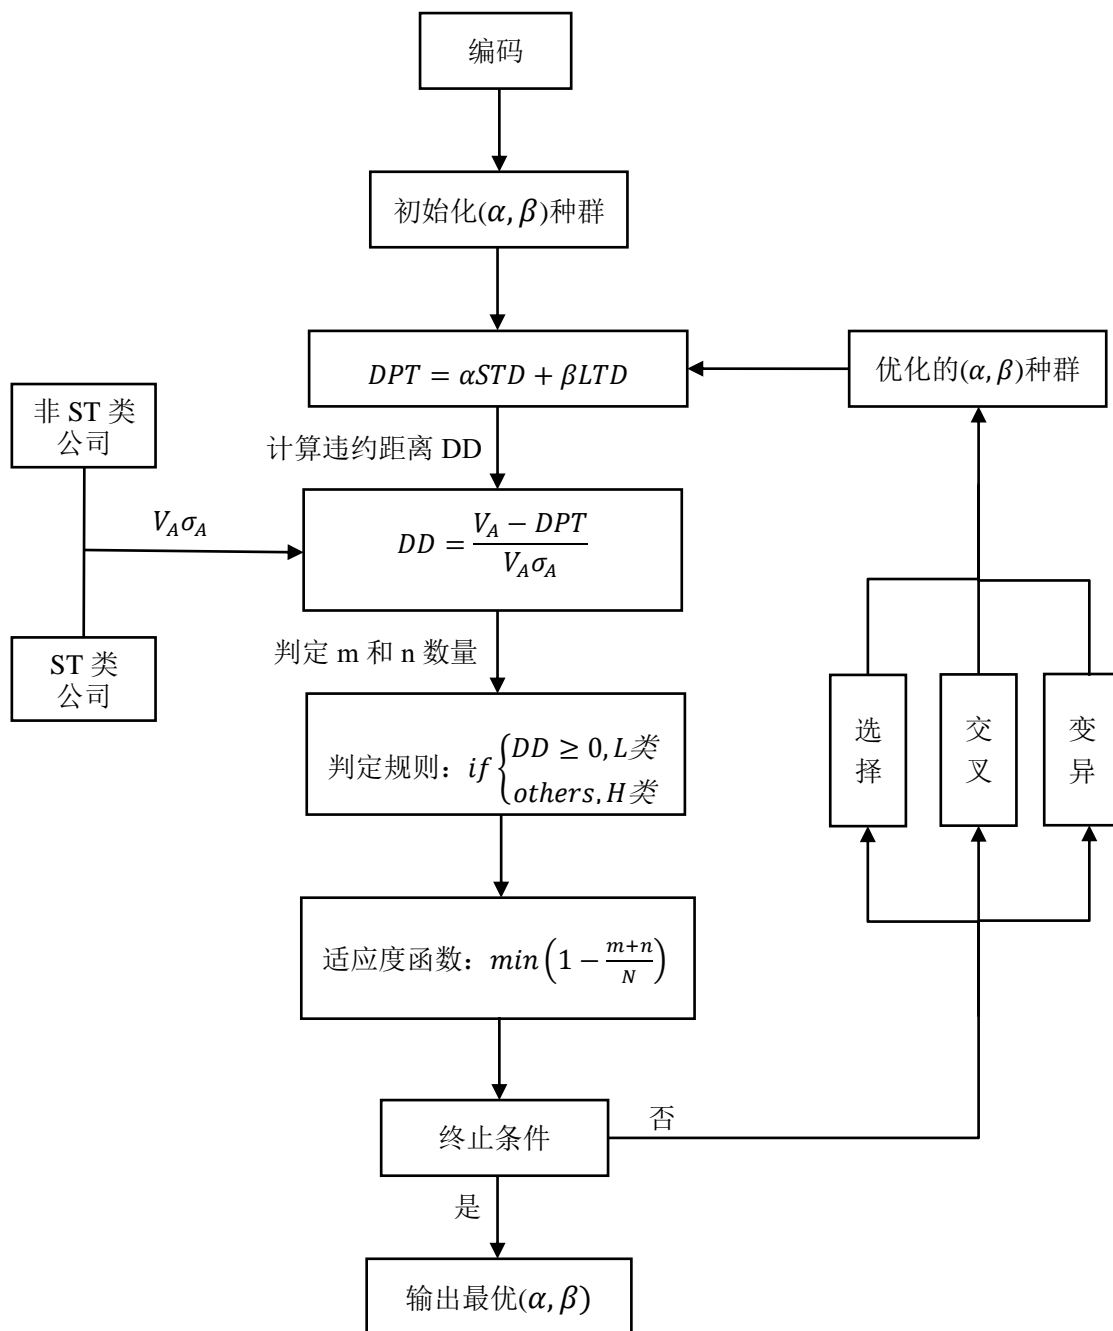 编码
初始化(α, β)种群
DPT = αSTD + βLTD
优化的(α, β)种群
非 ST 类
公司
计算违约距离 DD
V_Aσ_A
DD = \frac{V_A − DPT}{V_Aσ_A}
ST 类
公司
判定 m 和 n 数量
判定规则：if {DD ≥ 0, L类
others, H类
选择
交叉
变异
适应度函数：min(1 − \frac{m+n}{N})
终止条件
否
是
输出最优(α, β)